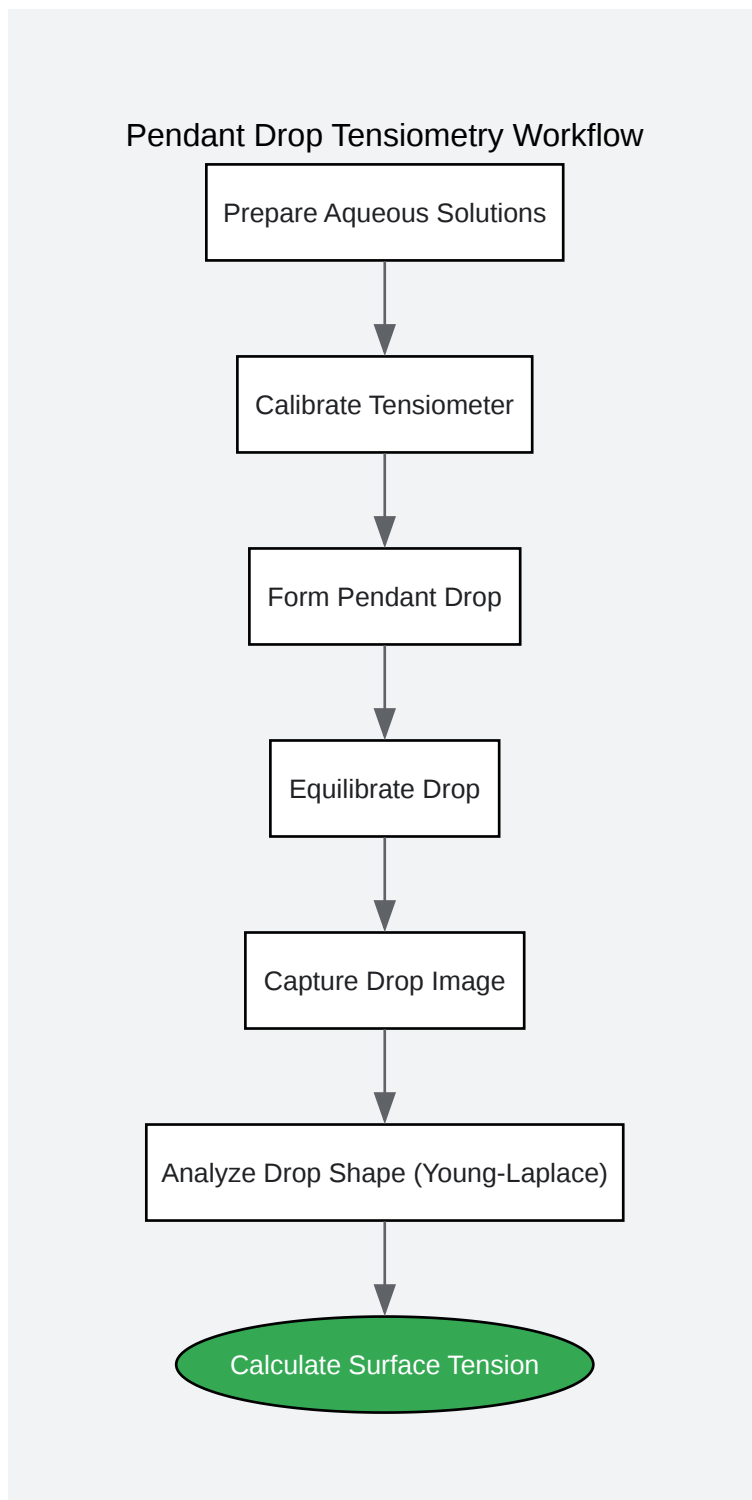 Pendant Drop Tensiometry Workflow
Prepare Aqueous Solutions
Calibrate Tensiometer
Form Pendant Drop
Equilibrate Drop
Capture Drop Image
Analyze Drop Shape (Young-Laplace)
Calculate Surface Tension